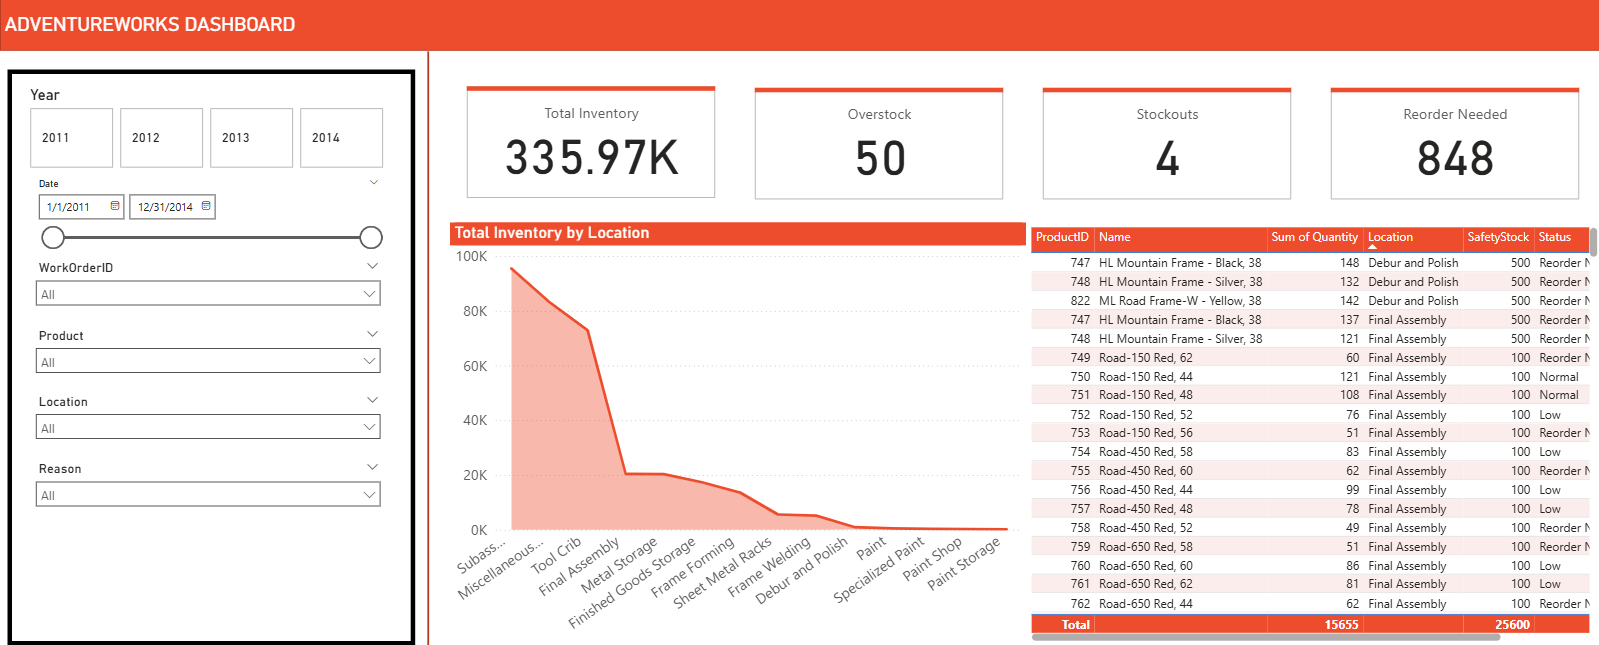 ADVENTUREWORKS DASHBOARD
Year
2011 2012 2013 2014
Date
1/1/2011 12/31/2014
WorkOrderID
All
Product
All
Location
All
Reason
All
Total Inventory
335.97K
Overstock
50
Stockouts
4
Reorder Needed
848
Total Inventory by Location
100K
80K
60K
40K
20K
0K
Subass...
Miscellaneous...
Tool Crib
Final Assembly
Metal Storage
Finished Goods Storage
Frame Forming
Sheet Metal Racks
Frame Welding
Debur and Polish
Paint
Specialized Paint
Paint Shop
Paint Storage
ProductID Name Sum of Quantity Location SafetyStock Status
747 HL Mountain Frame - Black, 38 148 Debur and Polish 500 Reorder N
748 HL Mountain Frame - Silver, 38 132 Debur and Polish 500 Reorder N
822 ML Road Frame-W - Yellow, 38 142 Debur and Polish 500 Reorder N
747 HL Mountain Frame - Black, 38 137 Final Assembly 500 Reorder N
748 HL Mountain Frame - Silver, 38 121 Final Assembly 500 Reorder N
749 Road-150 Red, 62 60 Final Assembly 100 Reorder N
750 Road-150 Red, 44 121 Final Assembly 100 Normal
751 Road-150 Red, 48 108 Final Assembly 100 Normal
752 Road-150 Red, 52 76 Final Assembly 100 Low
753 Road-150 Red, 56 51 Final Assembly 100 Reorder N
754 Road-450 Red, 58 83 Final Assembly 100 Low
755 Road-450 Red, 60 62 Final Assembly 100 Reorder N
756 Road-450 Red, 44 99 Final Assembly 100 Low
757 Road-450 Red, 48 78 Final Assembly 100 Low
758 Road-450 Red, 52 49 Final Assembly 100 Reorder N
759 Road-650 Red, 58 51 Final Assembly 100 Reorder N
760 Road-650 Red, 60 86 Final Assembly 100 Low
761 Road-650 Red, 62 81 Final Assembly 100 Low
762 Road-650 Red, 44 62 Final Assembly 100 Reorder N
Total 15655 25600